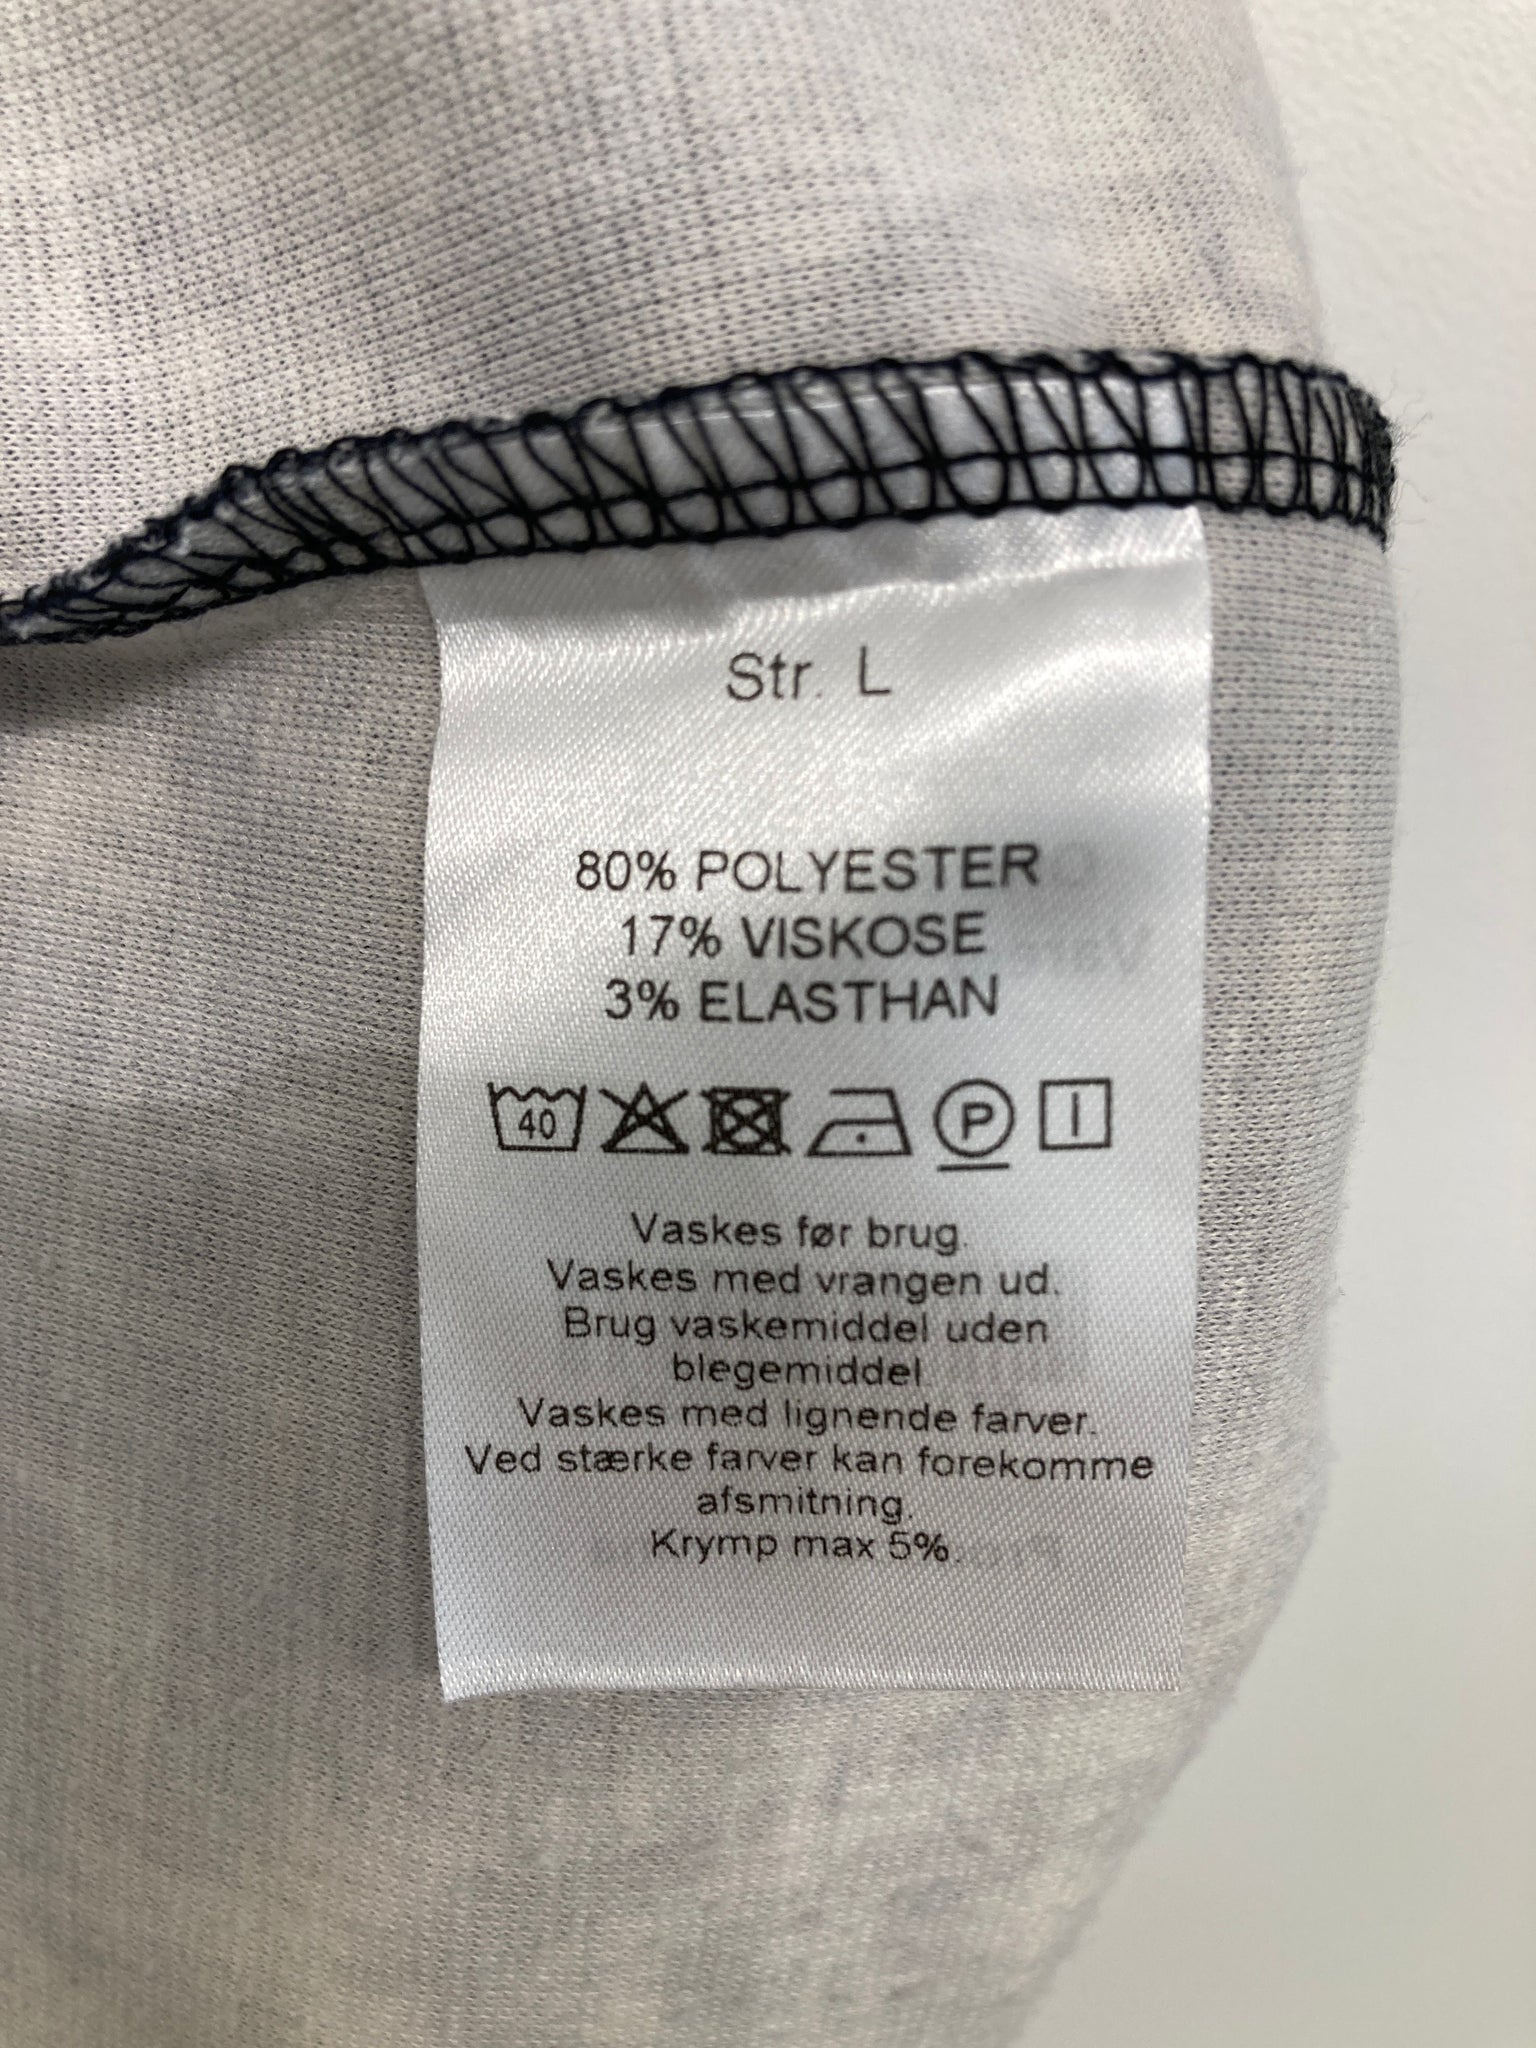 Str. L
80% POLYESTER
17% VISKOSE
3% ELASTHAN
40 P
Vaskes før brug.
Vaskes med vrangen ud.
Brug vaskemiddel uden
blegemiddel.
Vaskes med lignende farver.
Ved stærke farver kan forekomme
afsmitning.
Krymp max 5%.